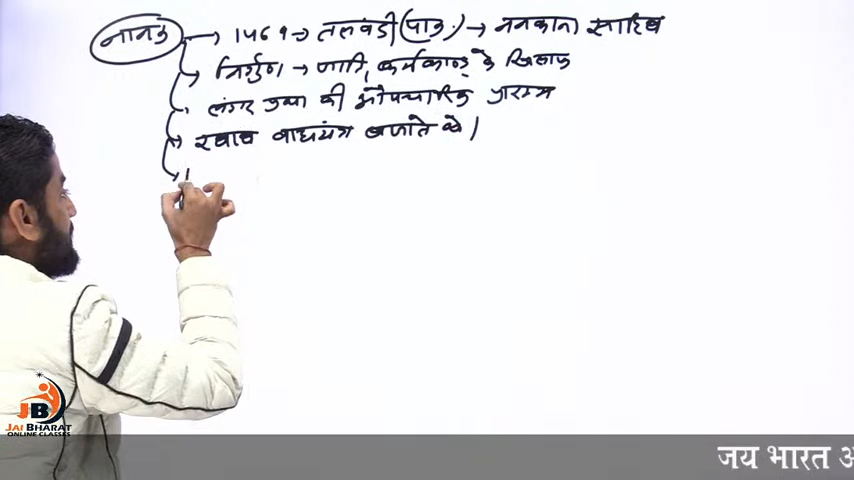 नानक → 1469 → तलवंडी (पाक.) → ननकाना साहिब
→ निर्गुण → जाति, कर्मकाण्ड के खिलाफ
→ लंगर प्रथा की औपचारिक प्रारम्भ
→ रवाब वाद्ययंत्र बजाते थे।
JB
JAI BHARAT
ONLINE CLASSES
जय भारत अ